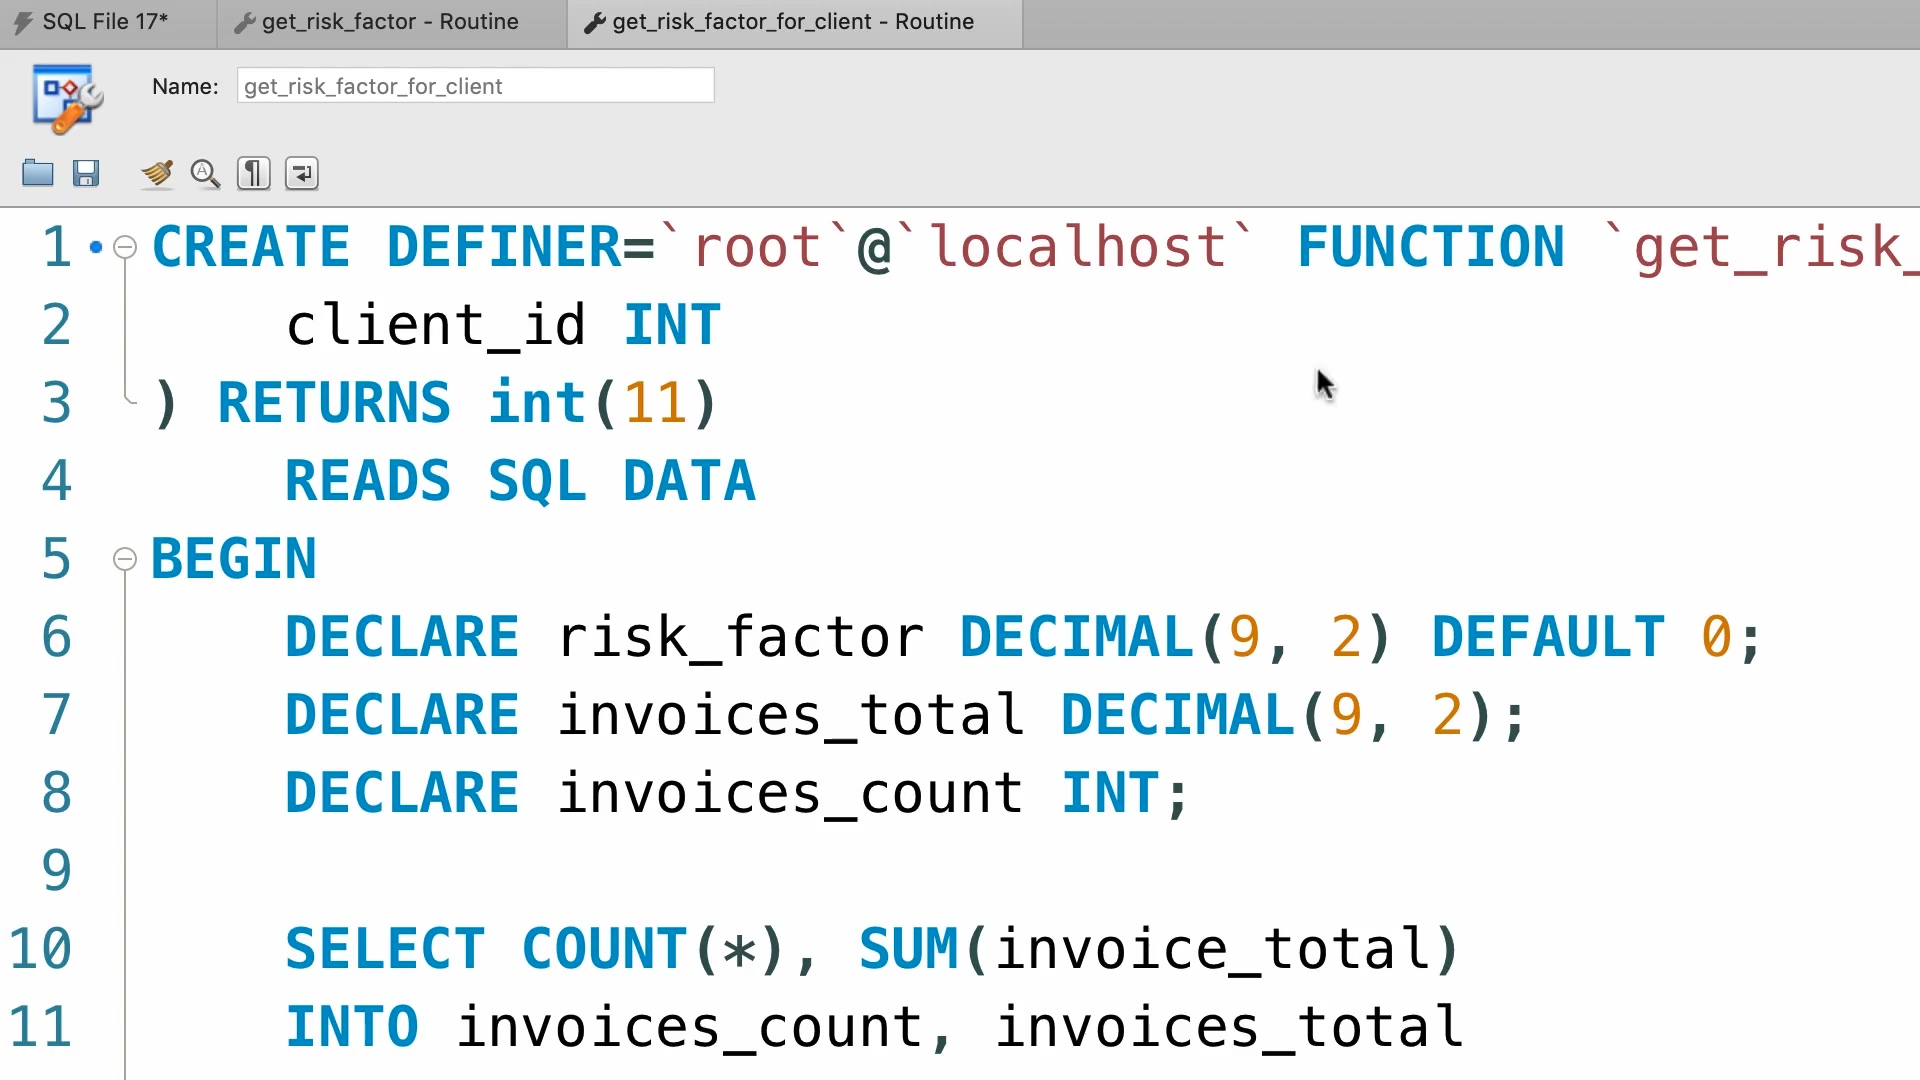 SQL File 17*
get_risk_factor - Routine
get_risk_factor_for_client - Routine
Name:
get_risk_factor_for_client
1 CREATE DEFINER=`root`@`localhost` FUNCTION `get_risk_
2 client_id INT
3 ) RETURNS int(11)
4 READS SQL DATA
5 BEGIN
6 DECLARE risk_factor DECIMAL(9, 2) DEFAULT 0;
7 DECLARE invoices_total DECIMAL(9, 2);
8 DECLARE invoices_count INT;
9
10 SELECT COUNT(*), SUM(invoice_total)
11 INTO invoices_count, invoices_total